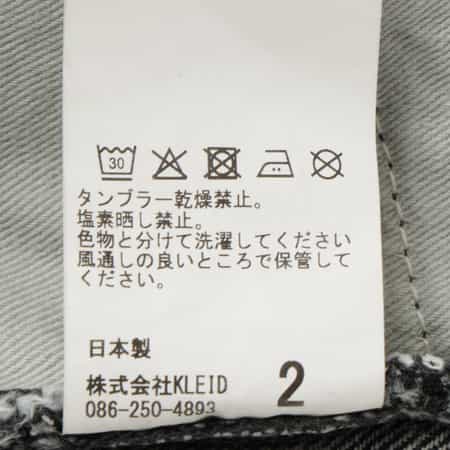 30
タンブラー乾燥禁止。
塩素晒し禁止。
色物と分けて洗濯してください
風通しの良いところで保管して
ください。
日本製
株式会社KLEID 2
086-250-4893